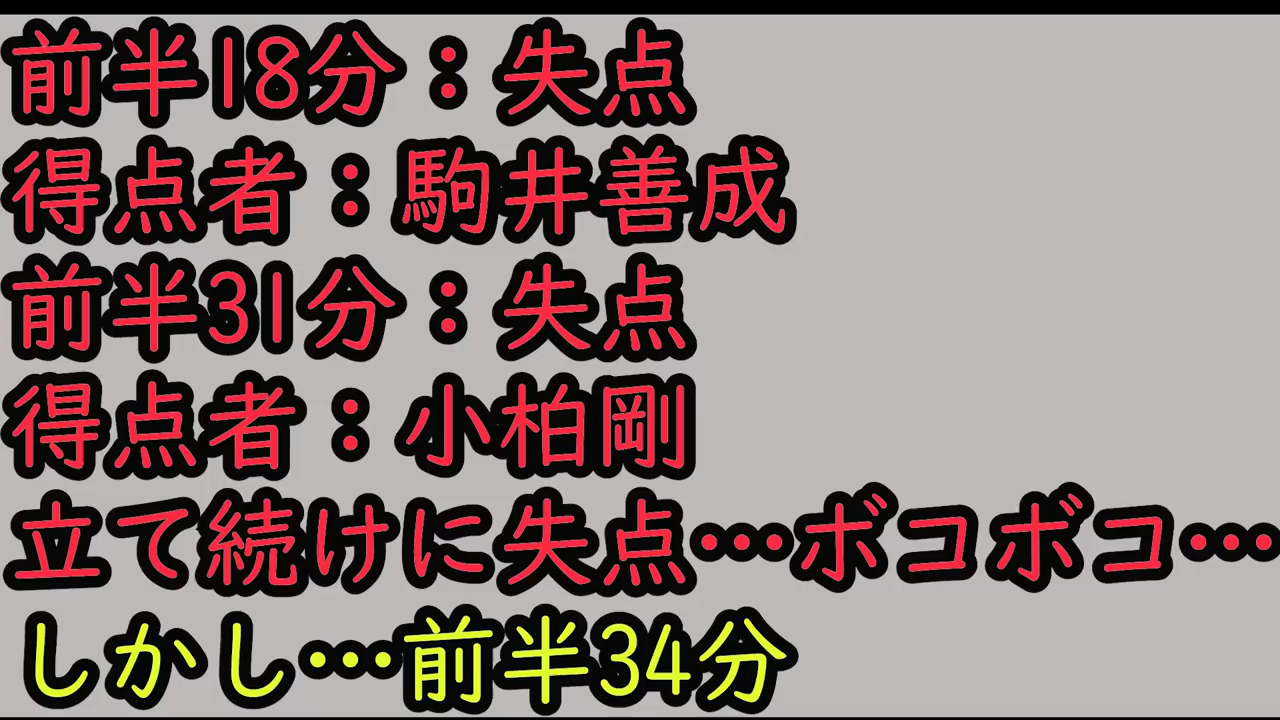 前半18分：失点
得点者：駒井善成
前半31分：失点
得点者：小柏剛
立て続けに失点…ボコボコ…
しかし…前半34分